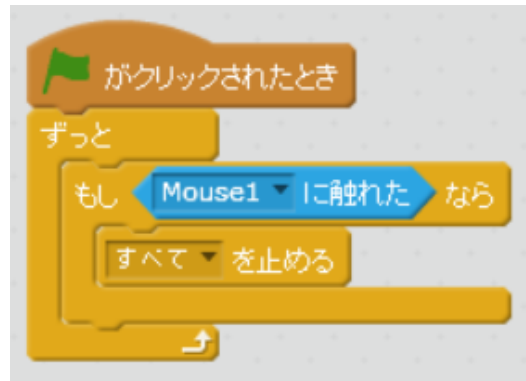 がクリックされたとき
ずっと
もし Mouse1 に触れた なら
すべて を止める